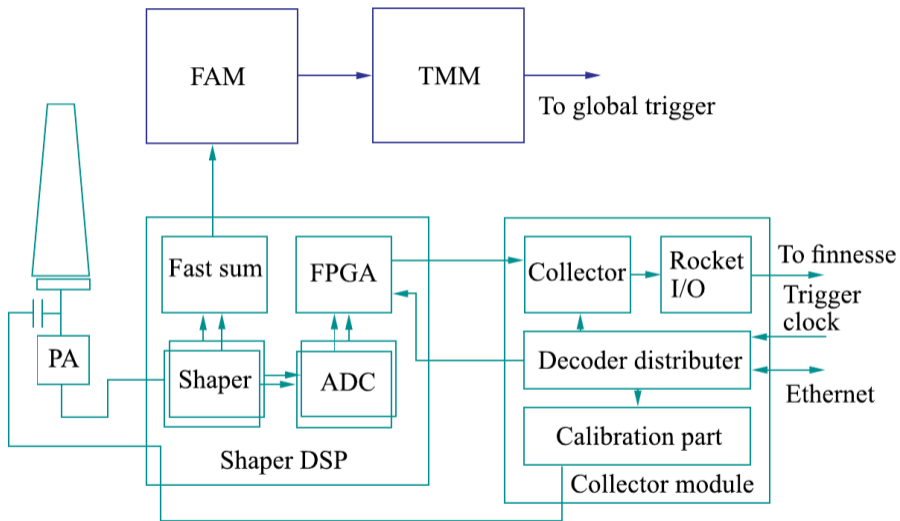 FAM
TMM
To global trigger
Fast sum
FPGA
Collector
Rocket
I/O
To finnesse
Trigger
clock
PA
Shaper
ADC
Decoder distributer
Ethernet
Calibration part
Shaper DSP
Collector module